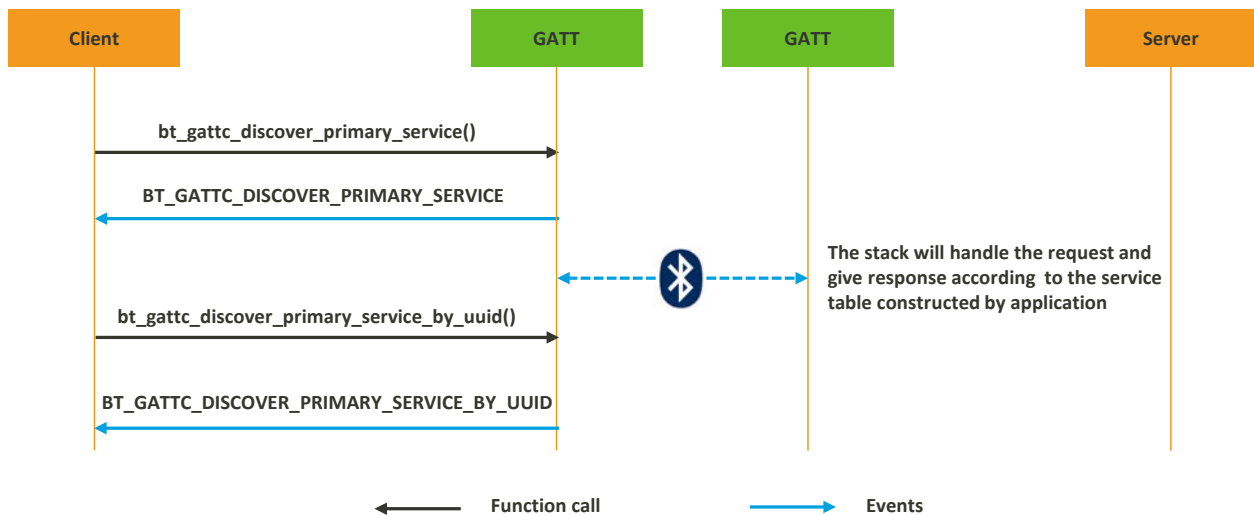 Client
GATT
GATT
Server
bt_gattc_discover_primary_service()
BT_GATTC_DISCOVER_PRIMARY_SERVICE
The stack will handle the request and
give response according to the service
table constructed by application
bt_gattc_discover_primary_service_by_uuid()
BT_GATTC_DISCOVER_PRIMARY_SERVICE_BY_UUID
Function call
Events